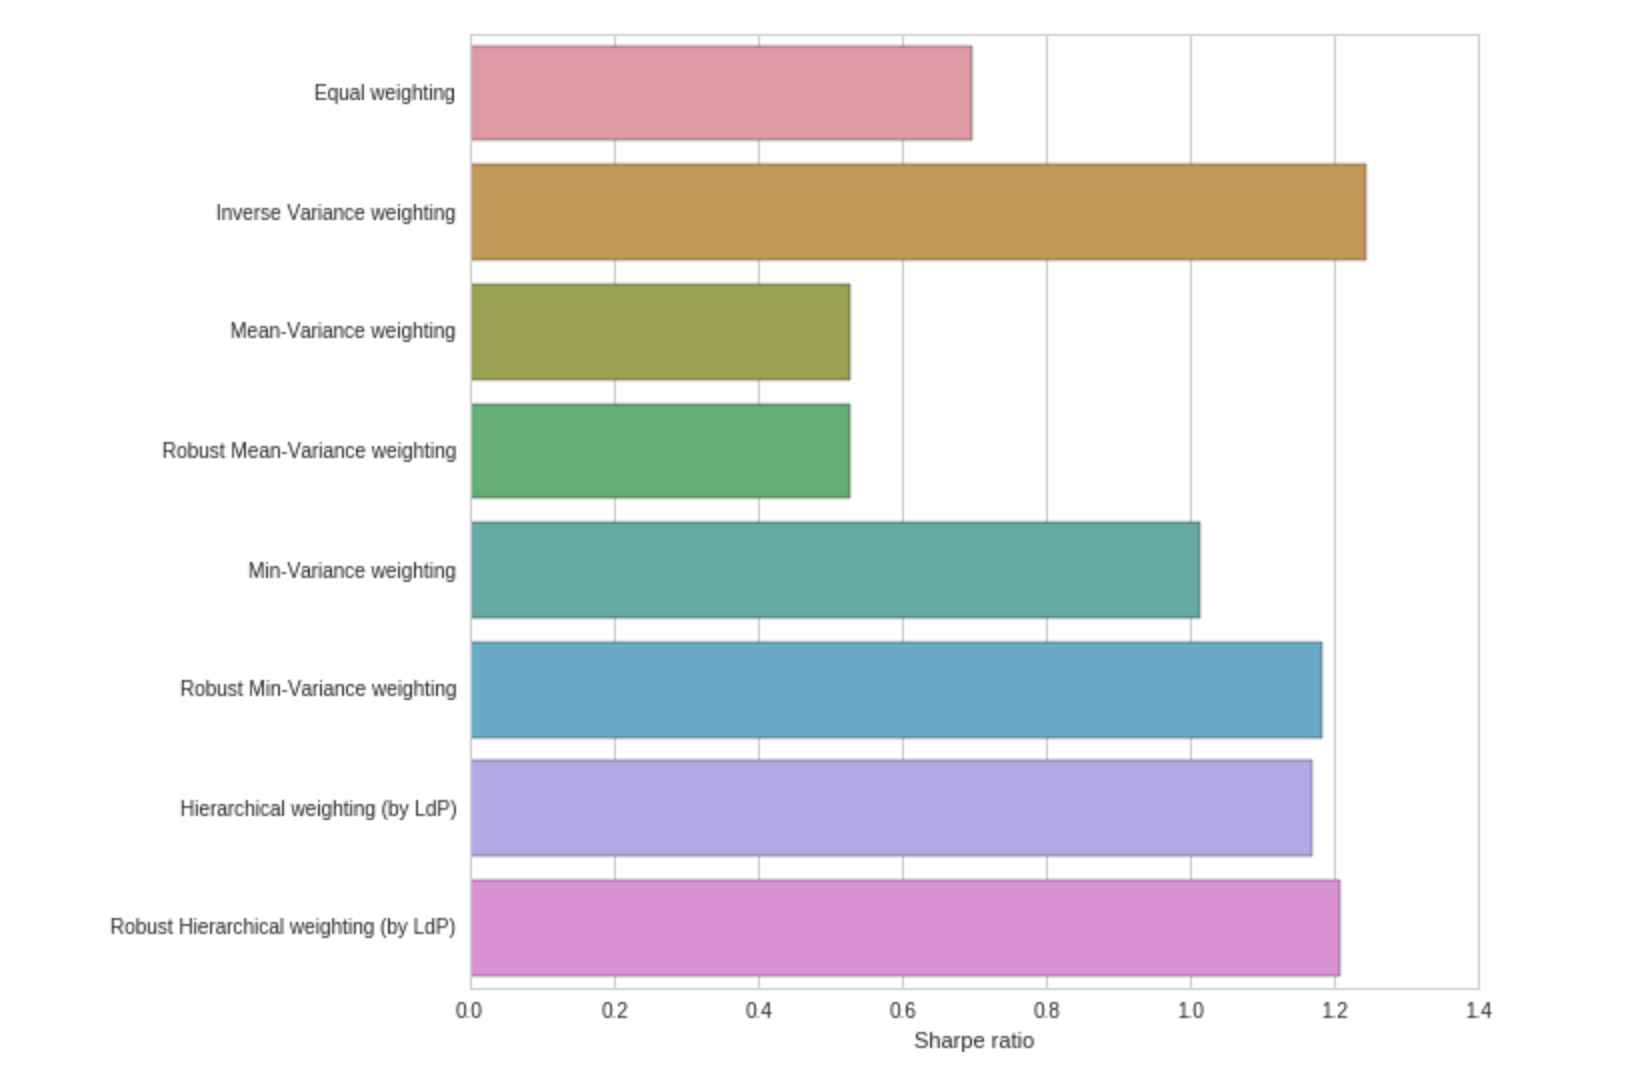 Equal weighting
Inverse Variance weighting
Mean-Variance weighting
Robust Mean-Variance weighting
Min-Variance weighting
Robust Min-Variance weighting
Hierarchical weighting (by LdP)
Robust Hierarchical weighting (by LdP)
0.0 0.2 0.4 0.6 0.8 1.0 1.2 1.4
Sharpe ratio